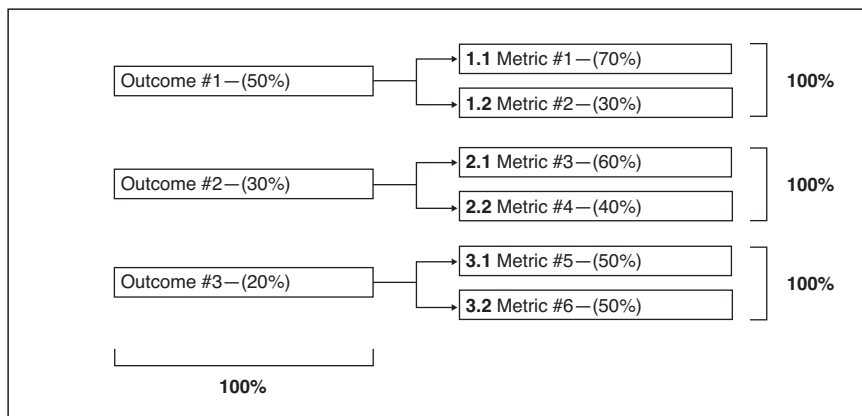 Outcome #1—(50%)
1.1 Metric #1—(70%)
1.2 Metric #2—(30%)
100%
Outcome #2—(30%)
2.1 Metric #3—(60%)
2.2 Metric #4—(40%)
100%
Outcome #3—(20%)
3.1 Metric #5—(50%)
3.2 Metric #6—(50%)
100%
100%